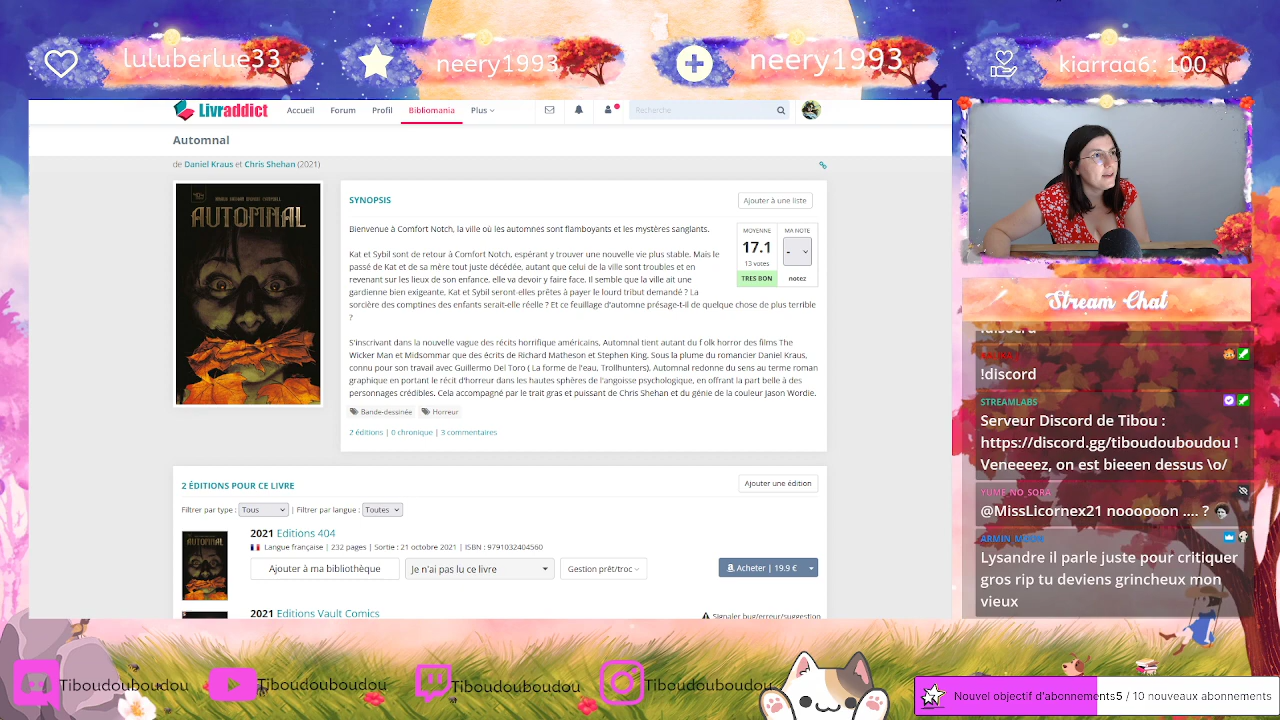 luluberlue33
neery1993
neery1993
kiarraa6: 100
Livraddict
Accueil Forum Profil Bibliomania Plus
Recherche
Automnal
de Daniel Kraus et Chris Shehan (2021)
AUTOMNAL
SYNOPSIS
Ajouter à une liste
Bienvenue à Comfort Notch, la ville où les automnes sont flamboyants et les mystères sanglants.
MOYENNE
17.1
13 votes
TRES BON
MA NOTE
-
notez
Kat et Sybil sont de retour à Comfort Notch, espérant y trouver une nouvelle vie plus stable. Mais le
passé de Kat et de sa mère tout juste décédée, autant que celui de la ville sont troubles et en
revenant sur les lieux de son enfance, elle va devoir y faire face. Il semble que la ville ait une
gardienne bien exigeante, Kat et Sybil seront-elles prêtes à payer le lourd tribut demandé ? La
sorcière des comptines des enfants serait-elle réelle ? Et ce feuillage d'automne présage-t-il de quelque chose de plus terrible
?
S'inscrivant dans la nouvelle vague des récits horrifique américains, Automnal tient autant du f olk horror des films The
Wicker Man et Midsommar que des écrits de Richard Matheson et Stephen King. Sous la plume du romancier Daniel Kraus,
connu pour son travail avec Guillermo Del Toro ( La forme de l'eau, Trollhunters), Automnal redonne du sens au terme roman
graphique en portant le récit d'horreur dans les hautes sphères de l'angoisse psychologique, en offrant la part belle à des
personnages crédibles. Cela accompagné par le trait gras et puissant de Chris Shehan et du génie de la couleur Jason Wordie.
Bande-dessinée Horreur
2 éditions | 0 chronique | 3 commentaires
2 ÉDITIONS POUR CE LIVRE
Ajouter une édition
Filtrer par type : Tous | Filtrer par langue : Toutes
2021 Editions 404
Langue française | 232 pages | Sortie : 21 octobre 2021 | ISBN : 9791032404560
Ajouter à ma bibliothèque
Je n'ai pas lu ce livre
Gestion prêt/troc
Acheter | 19.9 €
2021 Editions Vault Comics
Signaler bug/erreur/suggestion
Stream Chat
!discord
STREAMLABS
Serveur Discord de Tibou :
https://discord.gg/tiboudouboudou !
Veneeeez, on est bieeen dessus \o/
YUME_NO_SORA
@MissLicornex21 noooooon .... ?
ARMIN_MOON
Lysandre il parle juste pour critiquer
gros rip tu deviens grincheux mon
vieux
Tiboudouboudou
Tiboudouboudou
Tiboudouboudou
Tiboudouboudou
Nouvel objectif d'abonnements 5 / 10 nouveaux abonnements